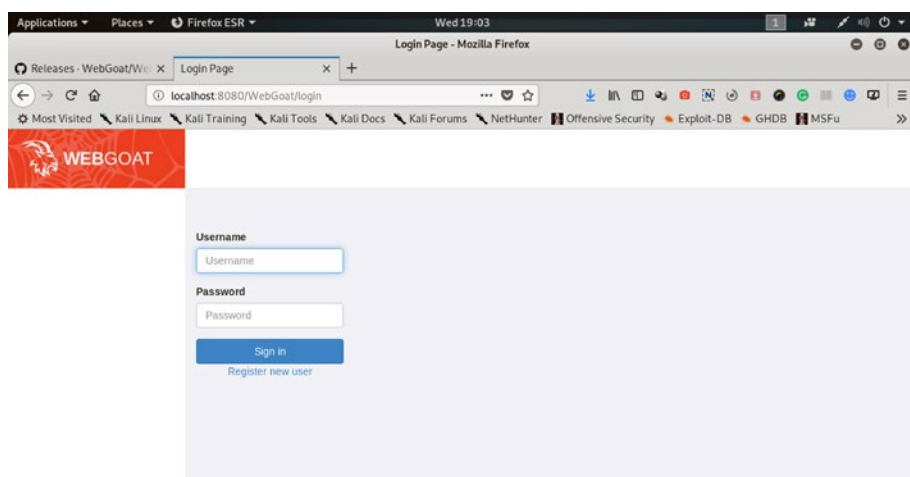 Applications Places Firefox ESR Wed 19:03 1
Login Page - Mozilla Firefox
Releases · WebGoat/We Login Page
localhost:8080/WebGoat/login
Most Visited Kali Linux Kali Training Kali Tools Kali Docs Kali Forums NetHunter Offensive Security Exploit-DB GHDB MSFu
WEBGOAT
Username
Username
Password
Password
Sign in
Register new user